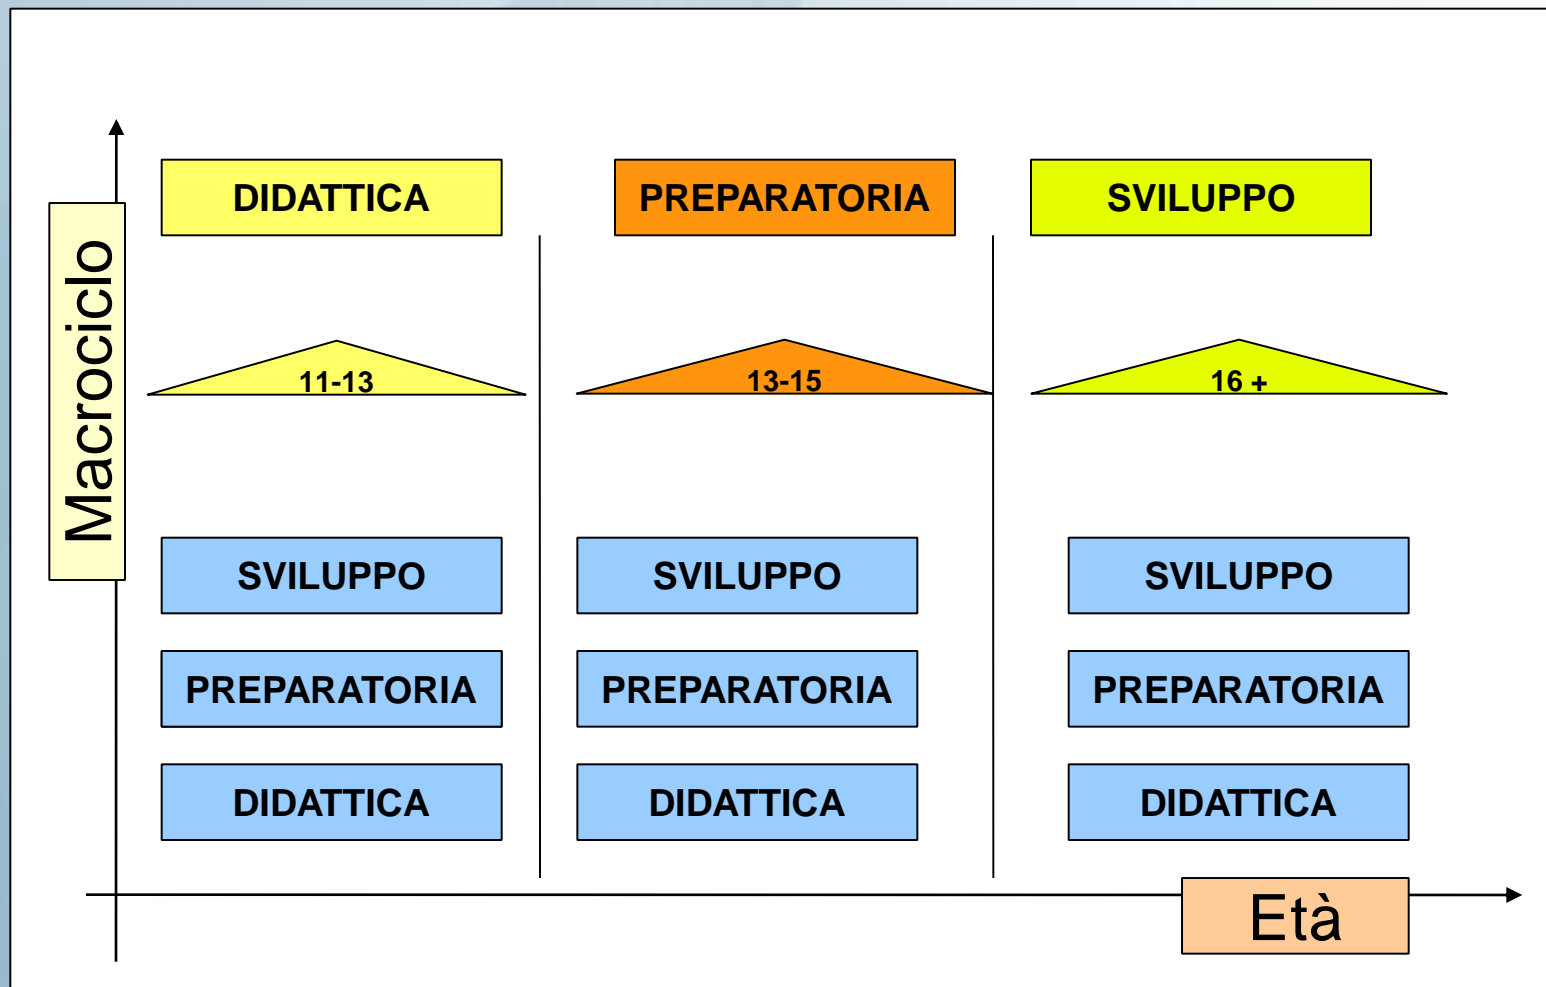 Macrociclo
DIDATTICA
PREPARATORIA
SVILUPPO
11-13
13-15
16 +
SVILUPPO
SVILUPPO
SVILUPPO
PREPARATORIA
PREPARATORIA
PREPARATORIA
DIDATTICA
DIDATTICA
DIDATTICA
Età